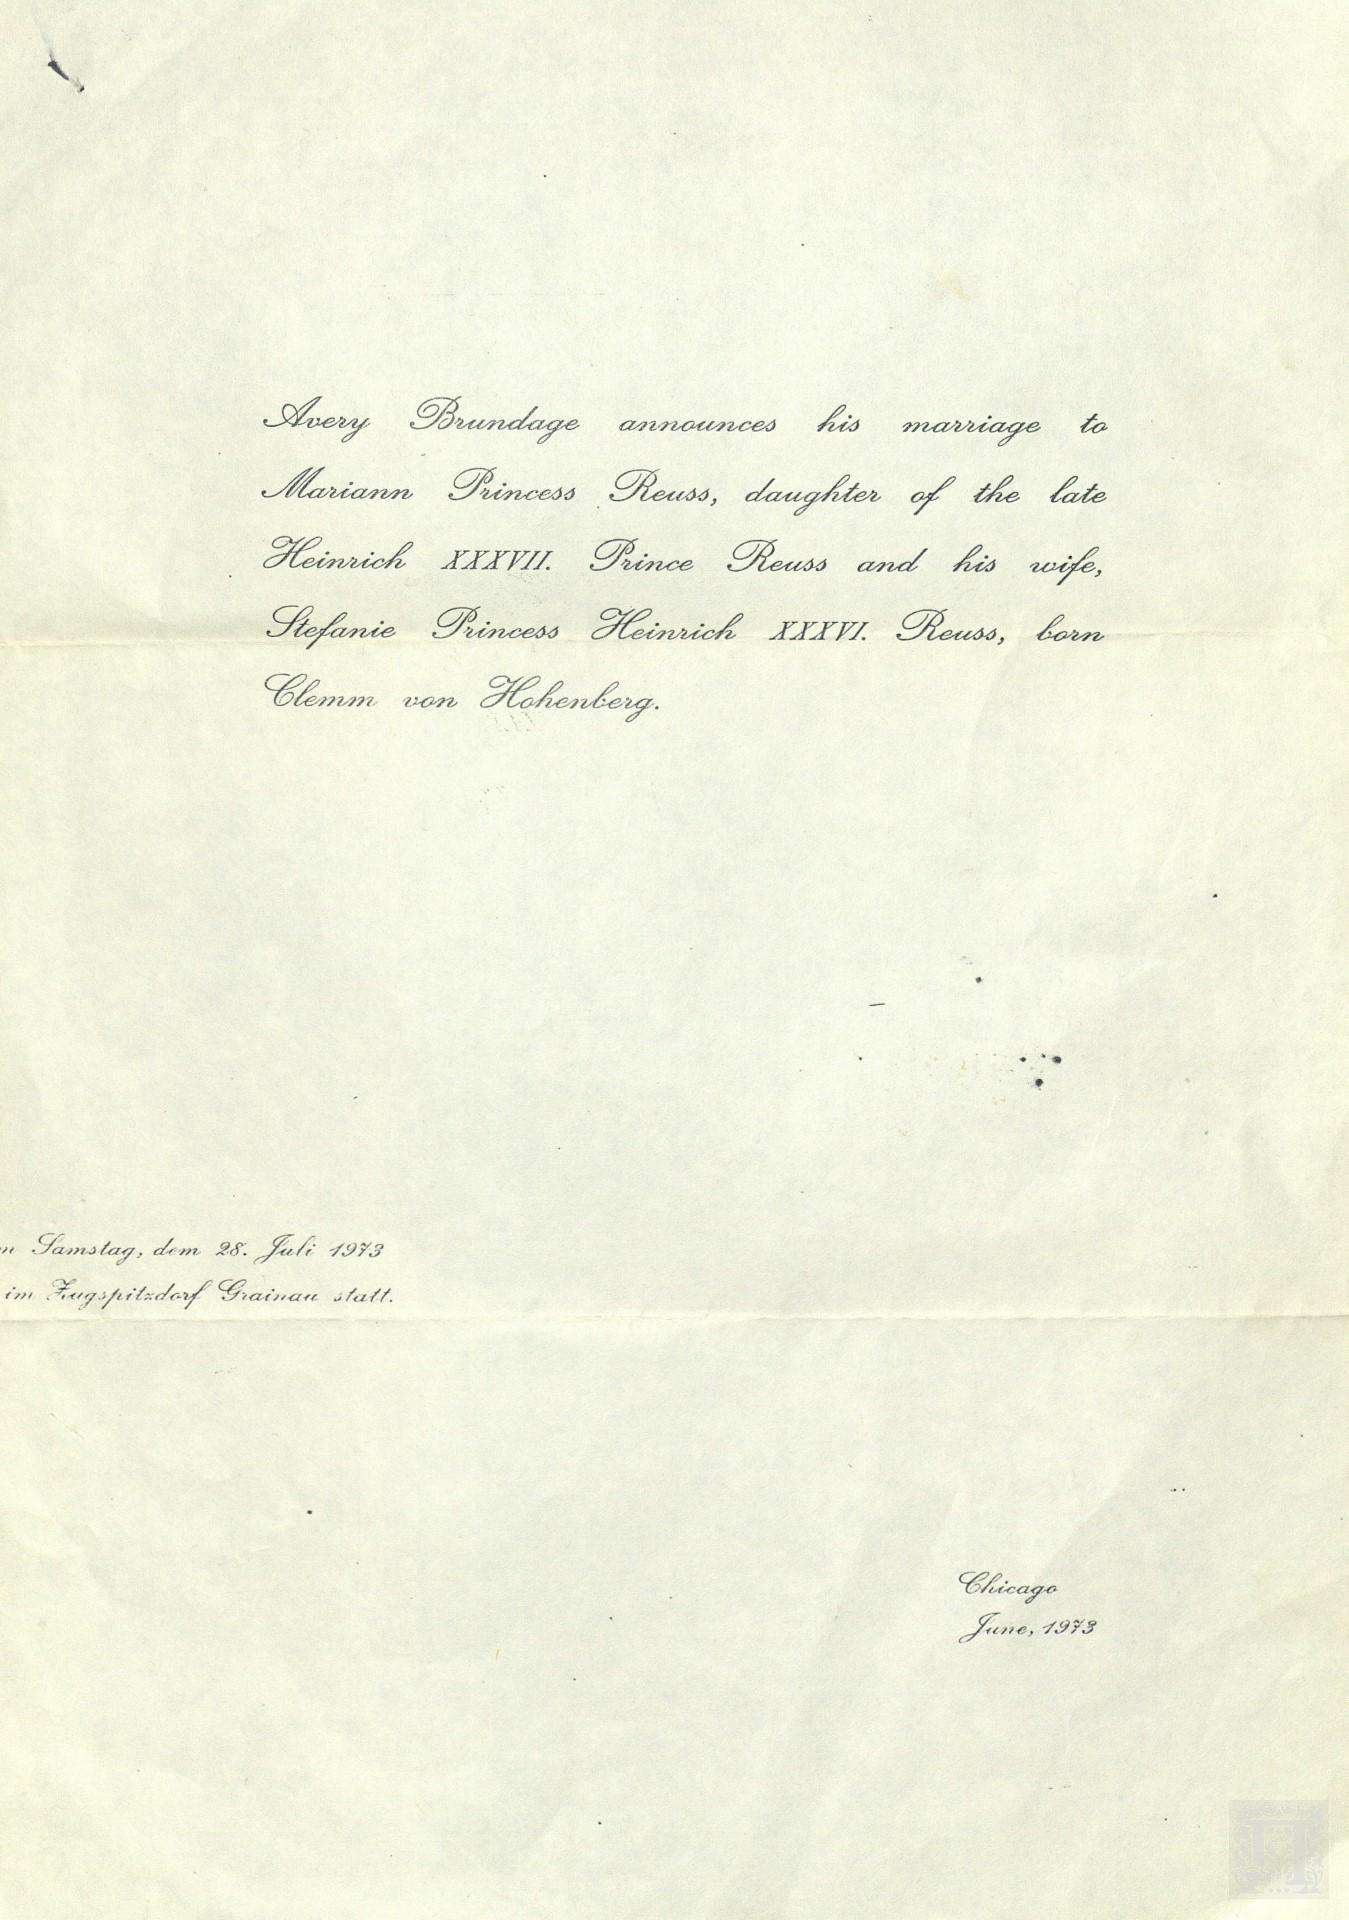 Avery Brundage announces his marriage to
Mariann Princess Reuss, daughter of the late
Heinrich XXXVII. Prince Reuss and his wife,
Stefanie Princess Heinrich XXXVI. Reuss, born
Clemm von Hohenberg.
Samstag, dem 28. Juli 1973
im Zugspitzdorf Grainau statt.
Chicago
June, 1973